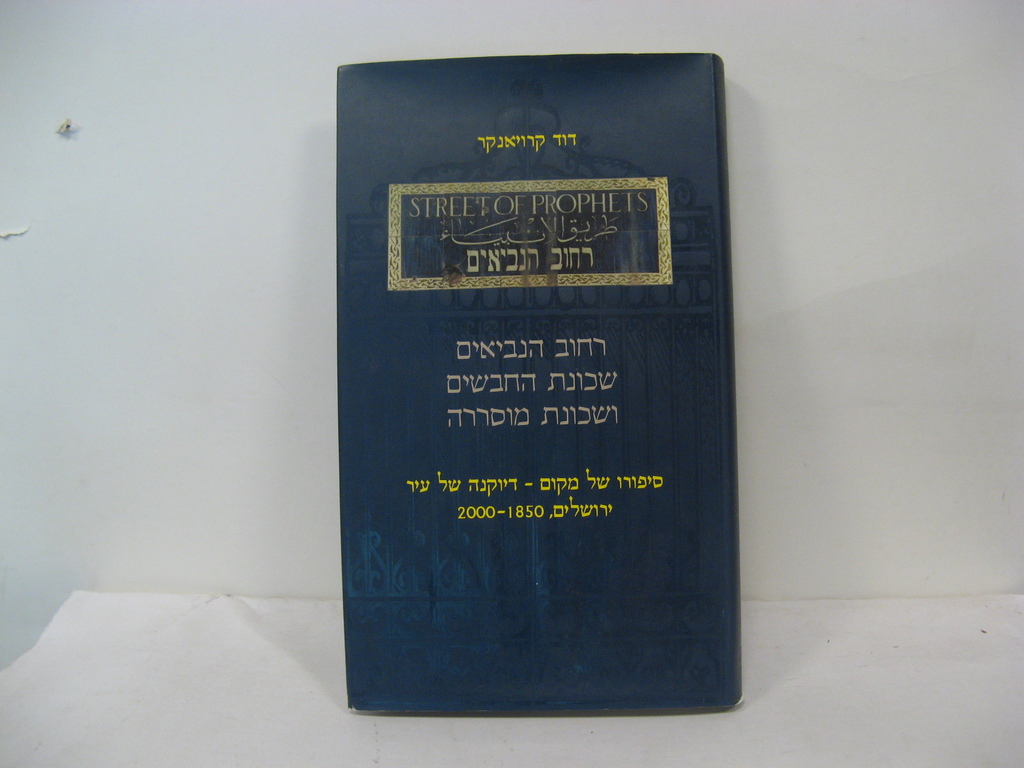 דוד קרויאנקר
STREET OF PROPHETS
طريق الانبياء
רחוב הנביאים
רחוב הנביאים
שכונת החבשים
ושכונת מוסררה
סיפורו של מקום - דיוקנה של עיר
ירושלים, 1850-2000